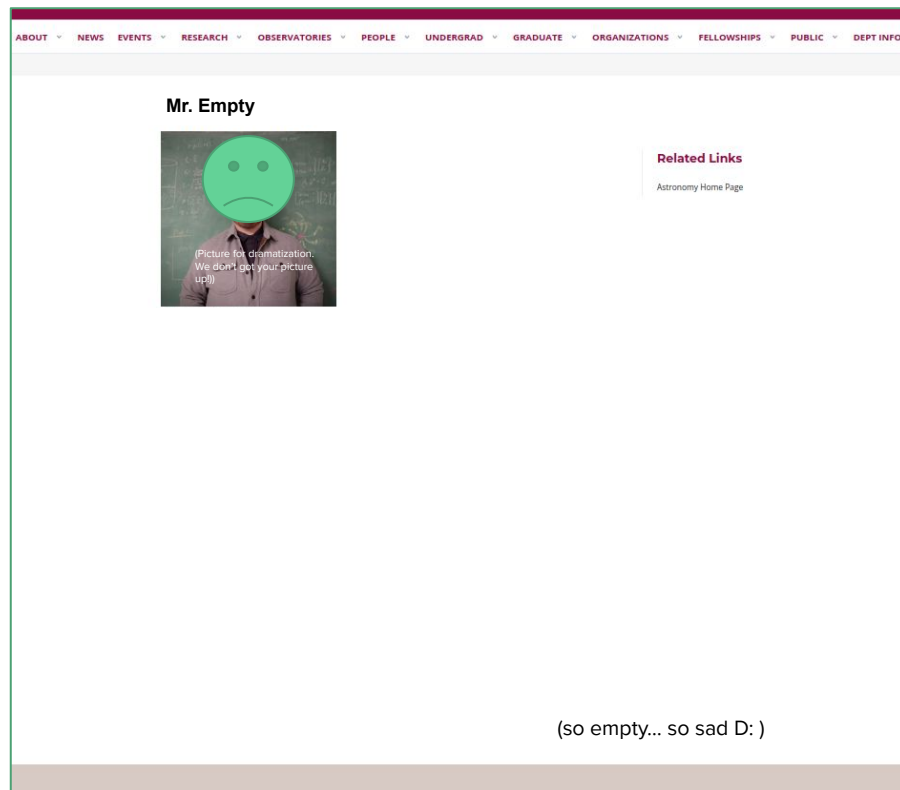 ABOUT NEWS EVENTS RESEARCH OBSERVATORIES PEOPLE UNDERGRAD GRADUATE ORGANIZATIONS FELLOWSHIPS PUBLIC DEPT INFO
Mr. Empty
(Picture for dramatization.
We don't got your picture
up!))
Related Links
Astronomy Home Page
(so empty... so sad D: )